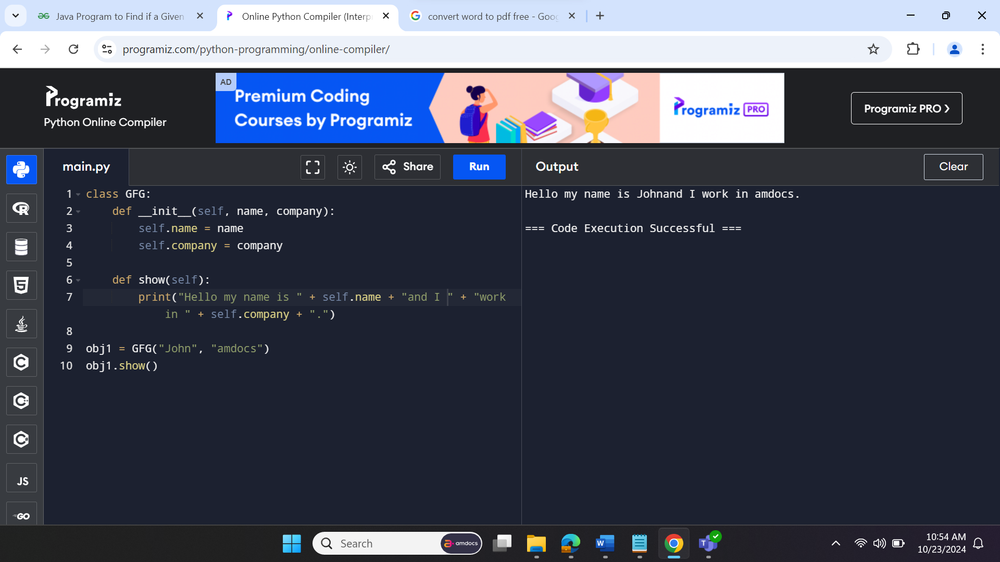 Java Program to Find if a Given
Online Python Compiler (Interp
convert word to pdf free - Goog
programiz.com/python-programming/online-compiler/
Programiz
Python Online Compiler
AD
Premium Coding
Courses by Programiz
Programiz PRO
Programiz PRO ❯
main.py
Share
Run
Output
Clear
1 class GFG:
2     def __init__(self, name, company):
3         self.name = name
4         self.company = company
5
6     def show(self):
7         print("Hello my name is " + self.name + "and I " + "work
            in " + self.company + ".")
8
9 obj1 = GFG("John", "amdocs")
10 obj1.show()
Hello my name is Johnand I work in amdocs.
=== Code Execution Successful ===
JS
GO
Search
amdocs
10:54 AM
10/23/2024